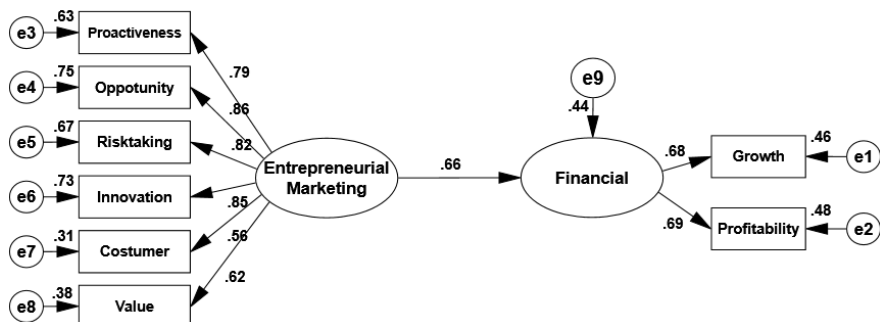 e3 .63 Proactiveness
.79
e4 .75 Oppotunity
.86
e5 .67 Risktaking
.82
e6 .73 Innovation
.85
e7 .31 Costumer
.56
e8 .38 Value
.62
Entrepreneurial
Marketing
.66
e9
.44
Financial
.68
Growth .46 e1
.69
Profitability .48 e2